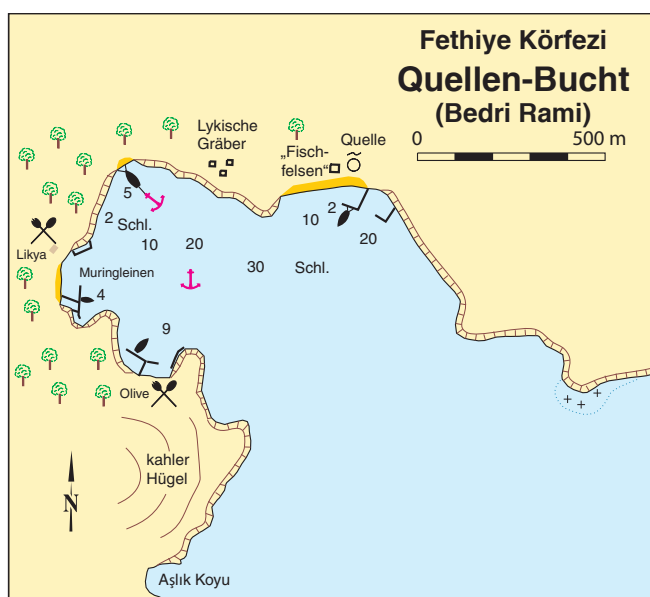 Fethiye Körfezi
Quellen-Bucht
(Bedri Rami)
0 500 m
Lykische
Gräber
Quelle
„Fisch-
felsen“
5
2
Schl.
10
20
10
2
20
30
Schl.
Likya
Muringleinen
4
9
Olive
kahler
Hügel
N
Aşlık Koyu